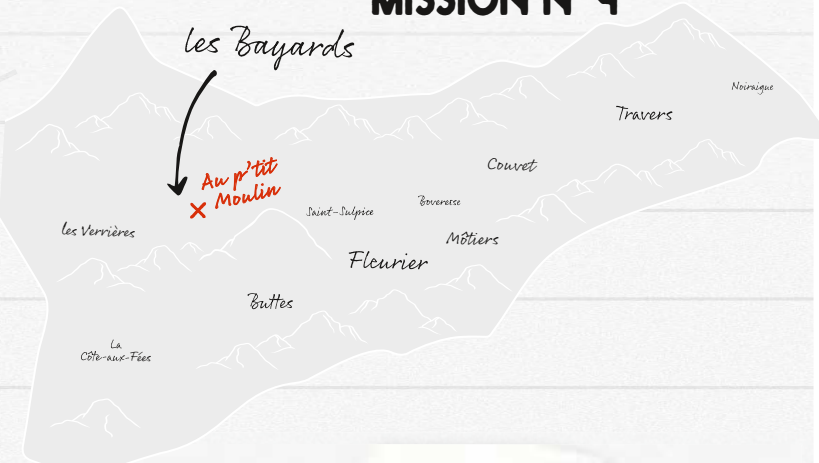 MISSION N° 4
les Bayards
Noiraigue
Travers
Couvet
Au p'tit
Moulin
Boveresse
Saint-Sulpice
les Verrières
Môtiers
Fleurier
Buttes
La
Côte-aux-Fées